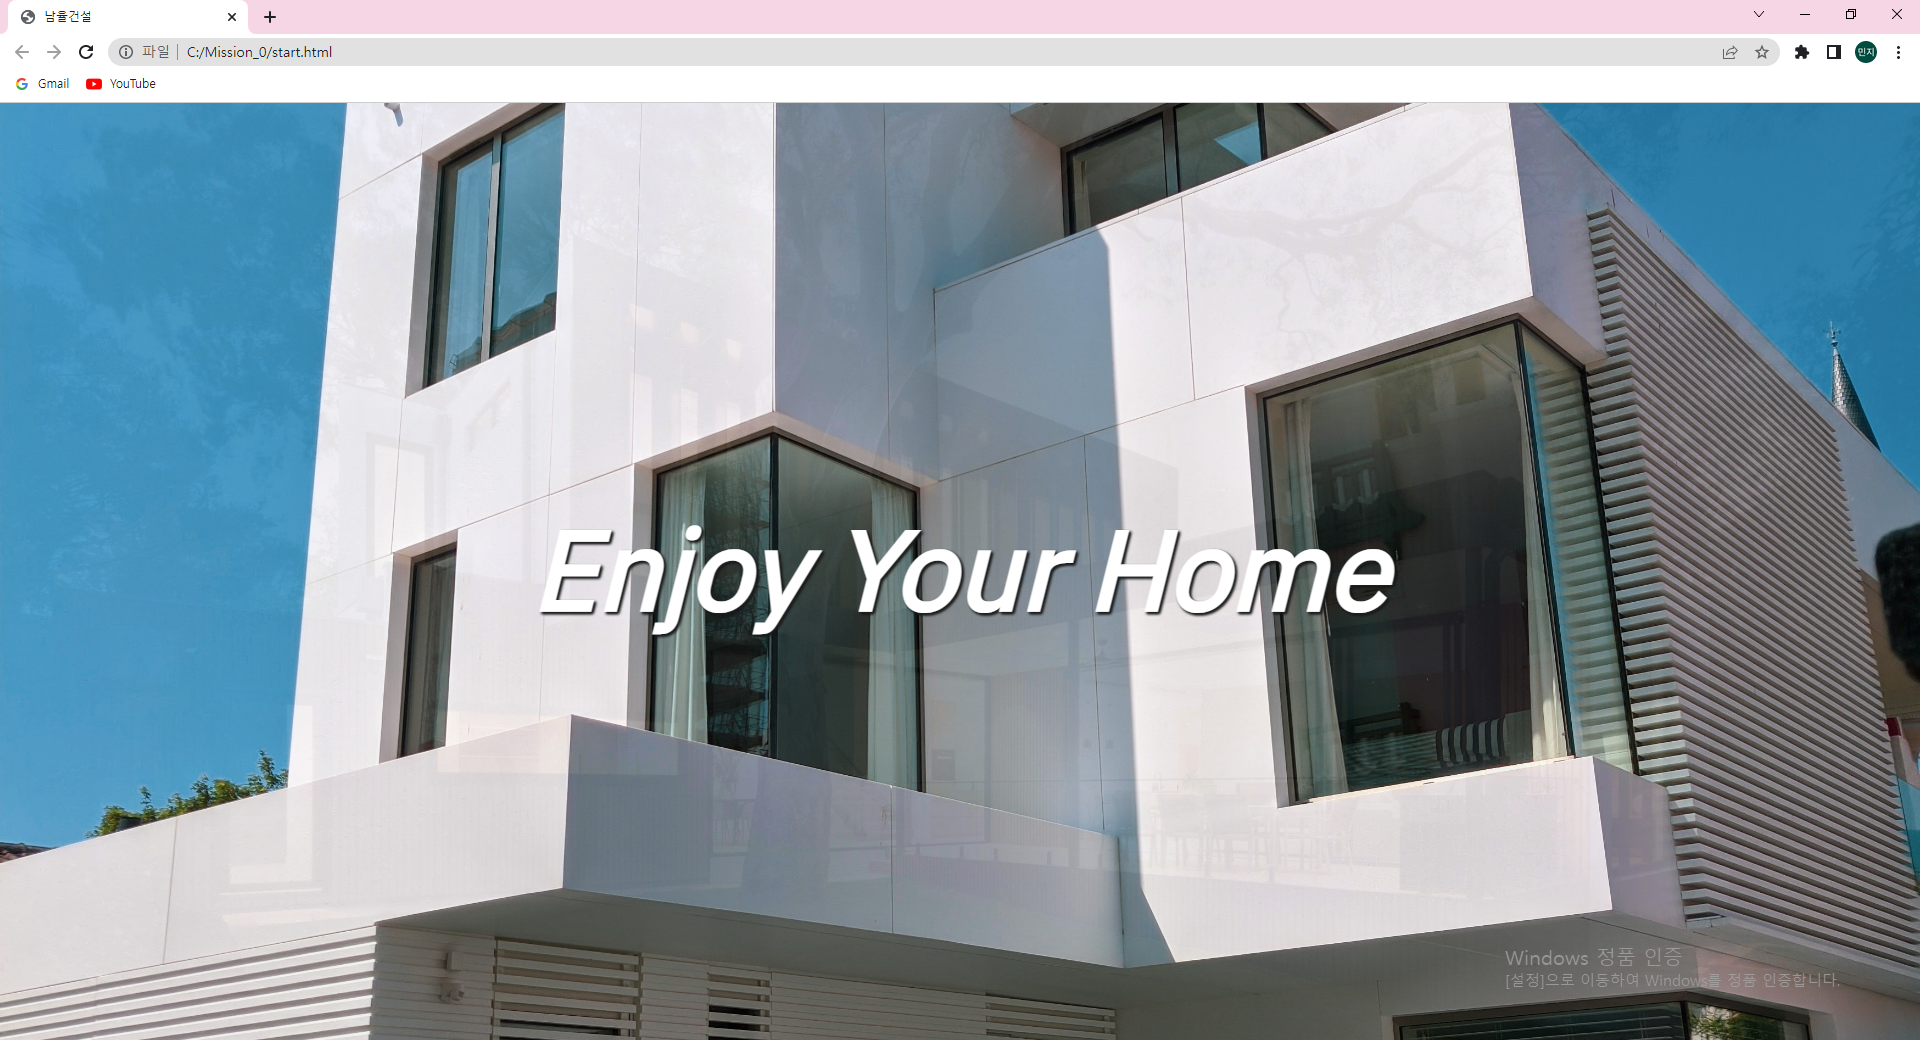 남율건설
파일 C:/Mission_0/start.html
민지
Gmail YouTube
Enjoy Your Home
Windows 정품 인증
[설정]으로 이동하여 Windows를 정품 인증합니다.